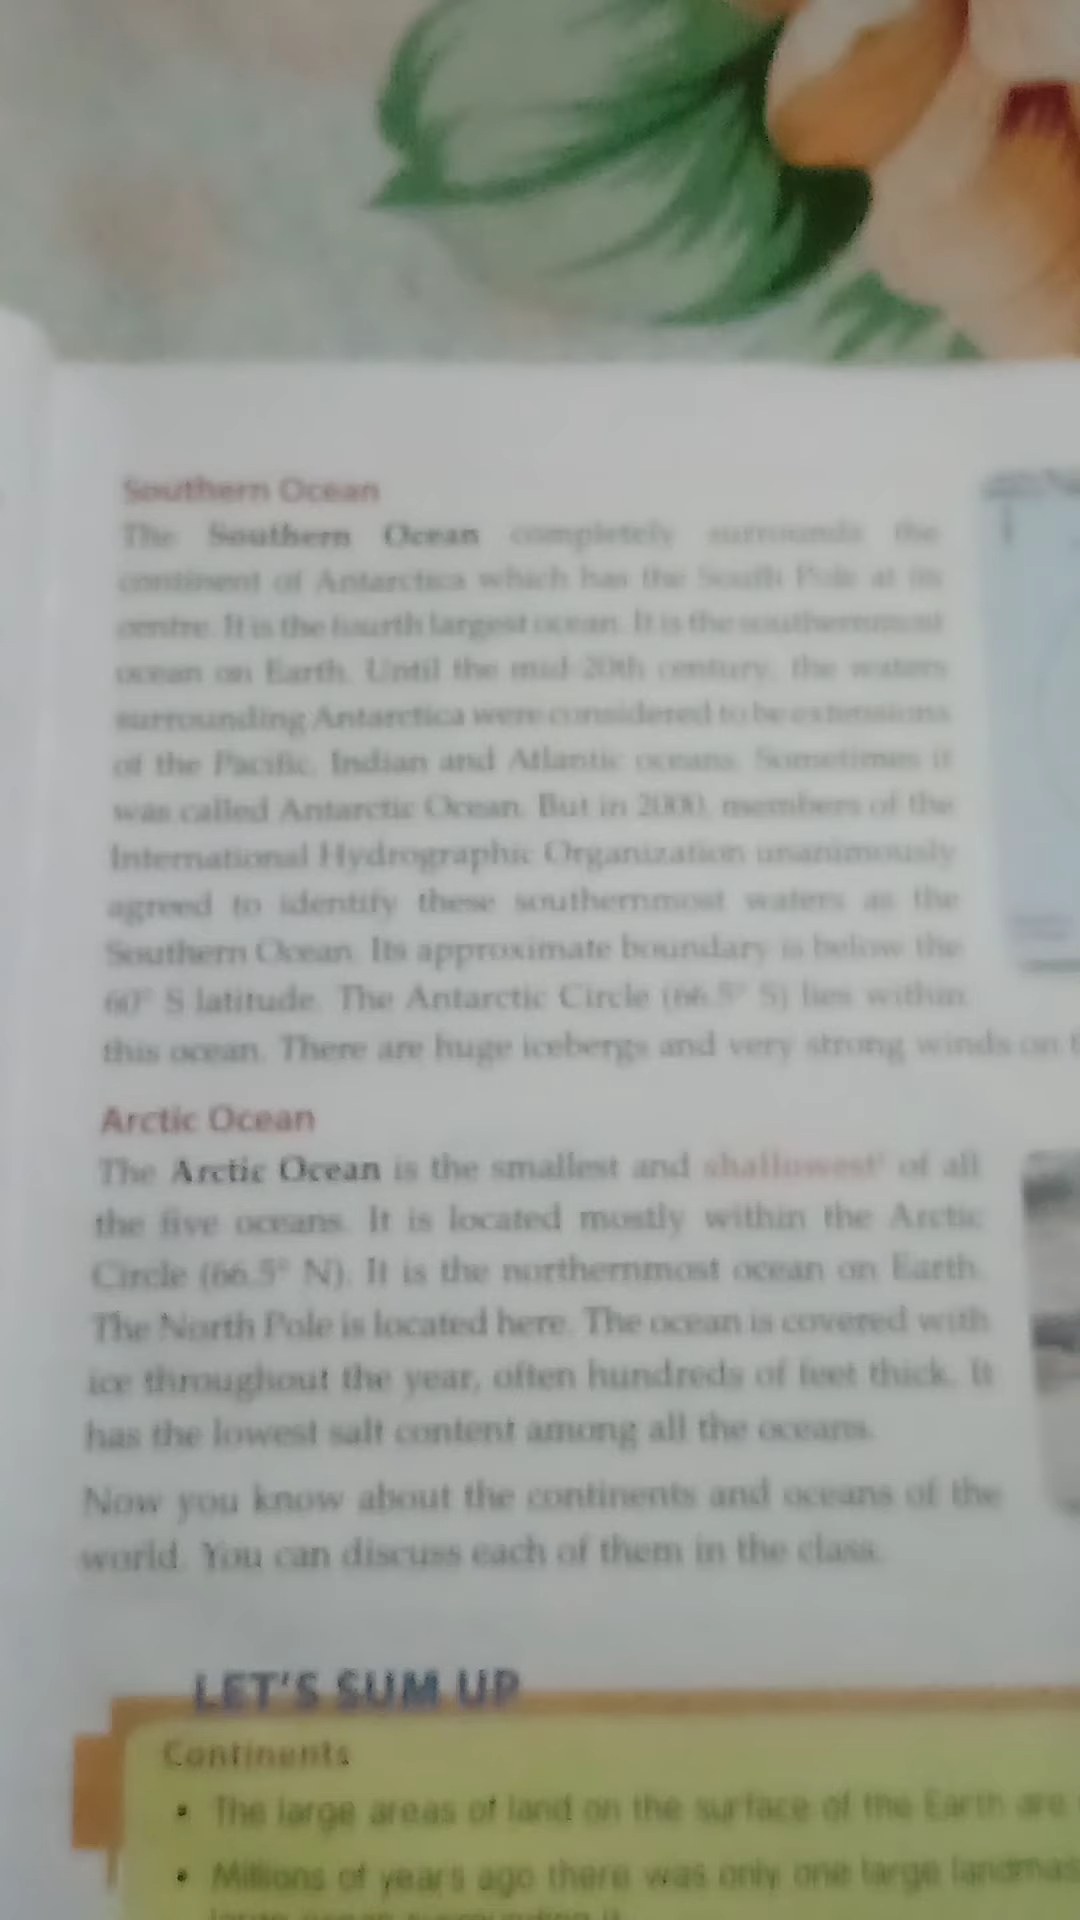 Southern Ocean
The Southern Ocean completely surrounds the
continent of Antarctica which has the South Pole at its
centre. It is the fourth largest ocean. It is the southernmost
ocean on Earth. Until the mid-20th century, the waters
surrounding Antarctica were considered to be extensions
of the Pacific, Indian and Atlantic oceans. Sometimes it
was called Antarctic Ocean. But in 2000, members of the
International Hydrographic Organization unanimously
agreed to identify these southernmost waters as the
Southern Ocean. Its approximate boundary is below the
60° S latitude. The Antarctic Circle (66.5° S) lies within
this ocean. There are huge icebergs and very strong winds on
Arctic Ocean
The Arctic Ocean is the smallest and shallowest of all
the five oceans. It is located mostly within the Arctic
Circle (66.5° N). It is the northernmost ocean on Earth.
The North Pole is located here. The ocean is covered with
ice throughout the year, often hundreds of feet thick. It
has the lowest salt content among all the oceans.
Now you know about the continents and oceans of the
world. You can discuss each of them in the class.
LET'S SUM UP
Continents
• The large areas of land on the surface of the Earth are
• Millions of years ago there was only one large landmas
large ocean surrounding it.